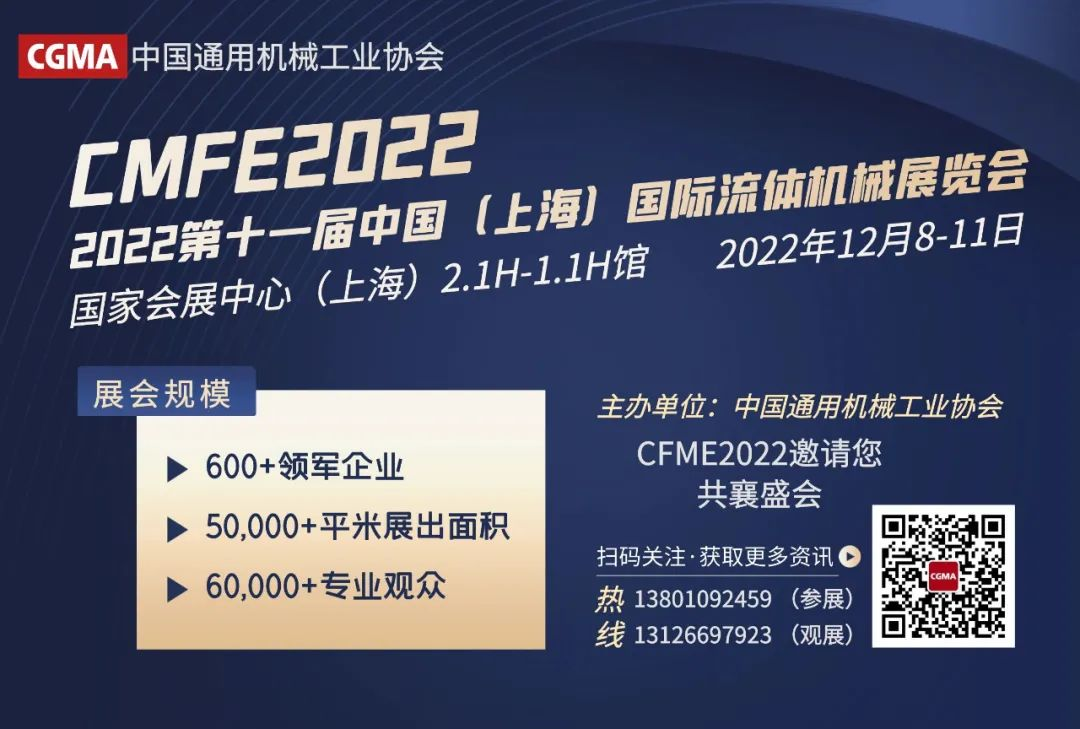 CGMA 中国通用机械工业协会
CMFE2022
2022第十一届中国（上海）国际流体机械展览会
国家会展中心（上海）2.1H-1.1H馆 2022年12月8-11日
展会规模
600+领军企业
50,000+平米展出面积
60,000+专业观众
主办单位：中国通用机械工业协会
CFME2022邀请您
共襄盛会
扫码关注·获取更多资讯
热线
13801092459（参展）
13126697923（观展）
CGMA